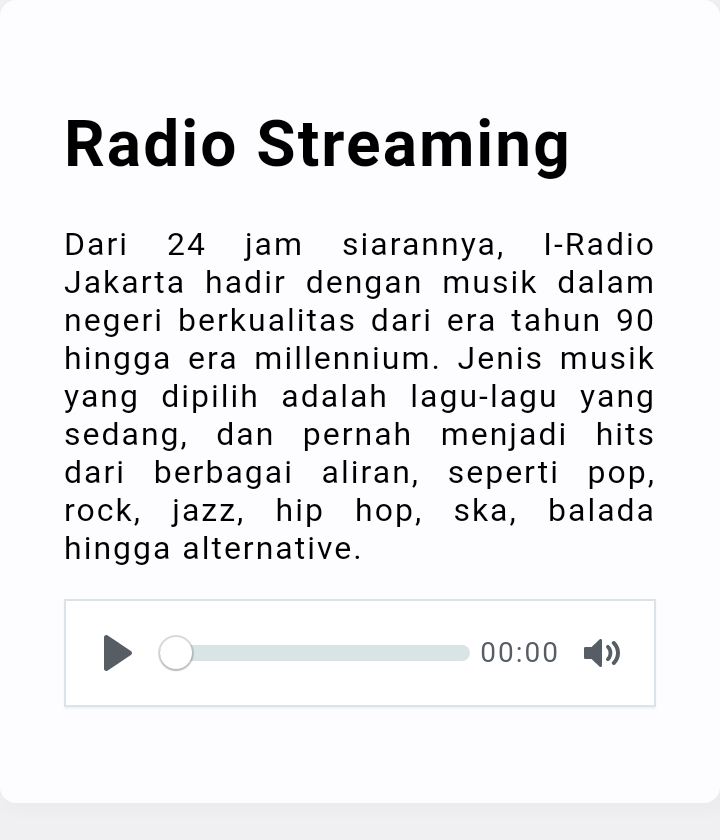 Radio Streaming
Dari 24 jam siarannya, I-Radio
Jakarta hadir dengan musik dalam
negeri berkualitas dari era tahun 90
hingga era millennium. Jenis musik
yang dipilih adalah lagu-lagu yang
sedang, dan pernah menjadi hits
dari berbagai aliran, seperti pop,
rock, jazz, hip hop, ska, balada
hingga alternative.
00:00